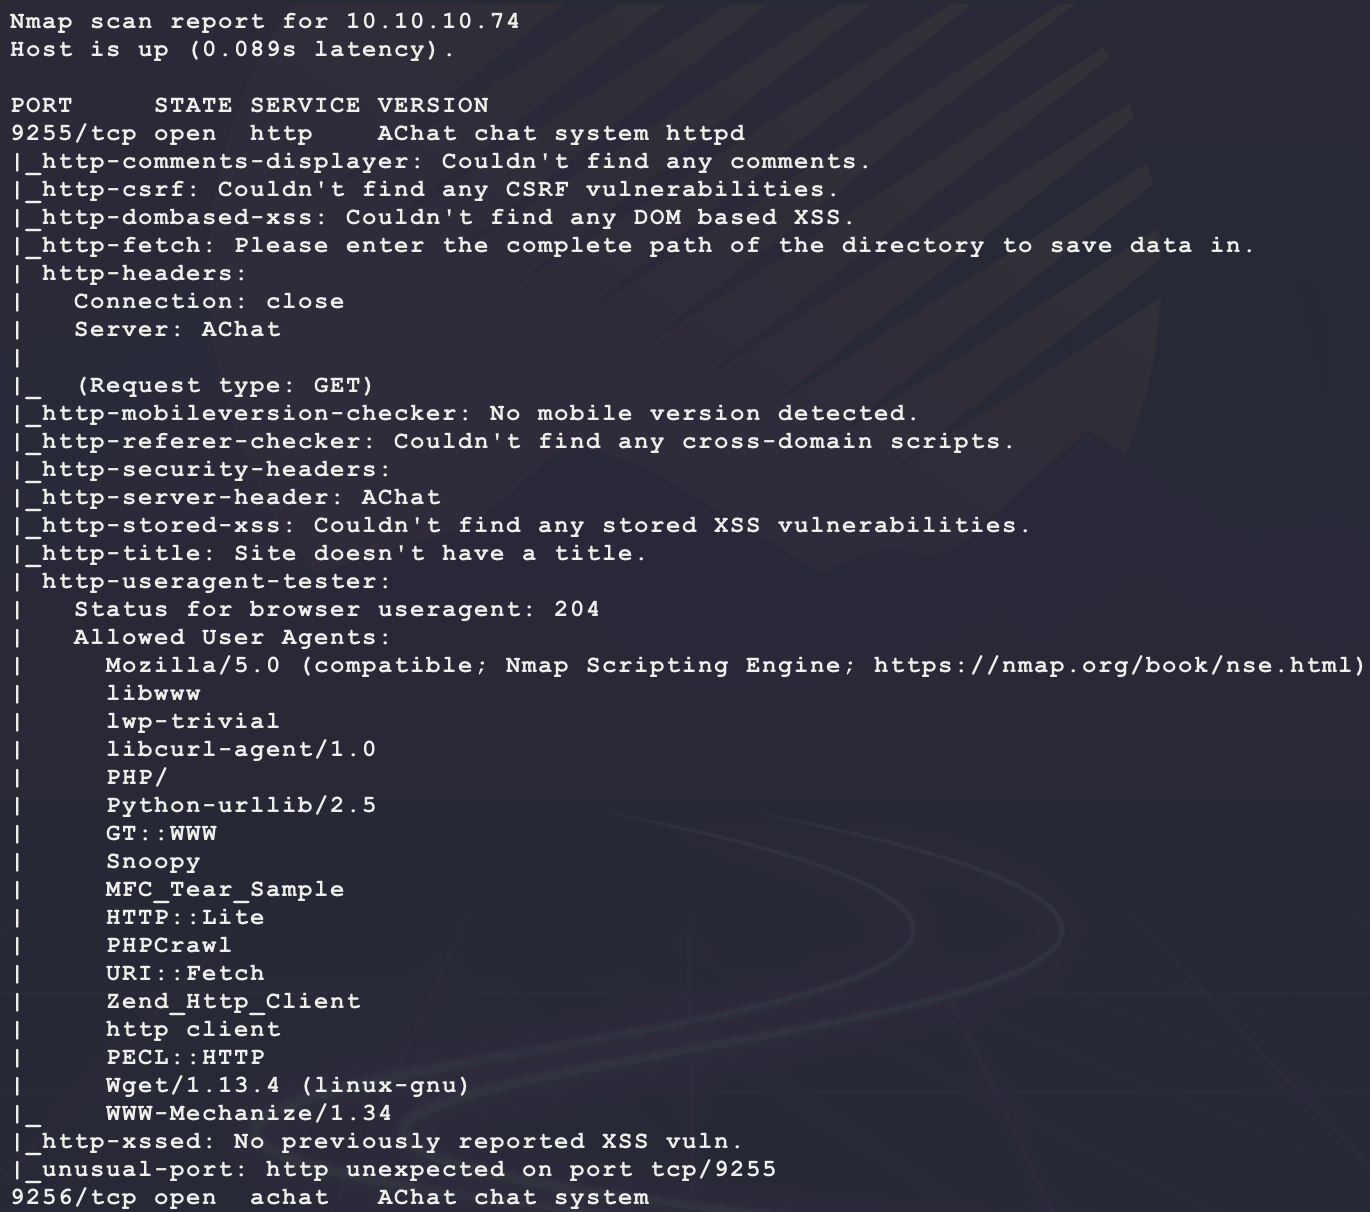 Nmap scan report for 10.10.10.74
Host is up (0.089s latency).

PORT     STATE SERVICE VERSION
9255/tcp open  http    AChat chat system httpd
|_http-comments-displayer: Couldn't find any comments.
|_http-csrf: Couldn't find any CSRF vulnerabilities.
|_http-dombased-xss: Couldn't find any DOM based XSS.
|_http-fetch: Please enter the complete path of the directory to save data in.
| http-headers:
|   Connection: close
|   Server: AChat
|
|_  (Request type: GET)
|_http-mobileversion-checker: No mobile version detected.
|_http-referer-checker: Couldn't find any cross-domain scripts.
|_http-security-headers:
|_http-server-header: AChat
|_http-stored-xss: Couldn't find any stored XSS vulnerabilities.
|_http-title: Site doesn't have a title.
| http-useragent-tester:
|   Status for browser useragent: 204
|   Allowed User Agents:
|     Mozilla/5.0 (compatible; Nmap Scripting Engine; https://nmap.org/book/nse.html)
|     libwww
|     lwp-trivial
|     libcurl-agent/1.0
|     PHP/
|     Python-urllib/2.5
|     GT::WWW
|     Snoopy
|     MFC_Tear_Sample
|     HTTP::Lite
|     PHPCrawl
|     URI::Fetch
|     Zend_Http_Client
|     http client
|     PECL::HTTP
|     Wget/1.13.4 (linux-gnu)
|_    WWW-Mechanize/1.34
|_http-xssed: No previously reported XSS vuln.
|_unusual-port: http unexpected on port tcp/9255
9256/tcp open  achat   AChat chat system